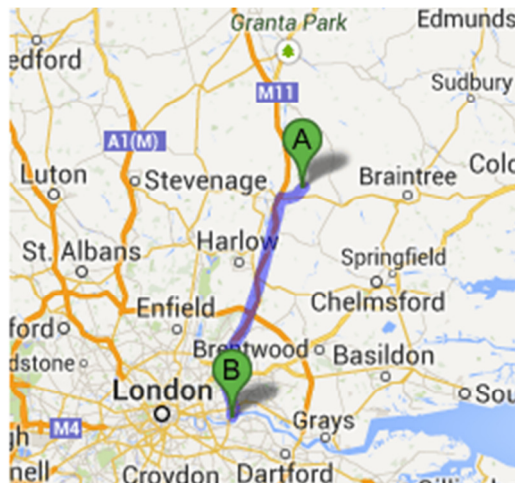 Granta Park
Edmunds
edford
M11
Sudbury
A1(M)
A
Luton
Stevenage
Braintree
Colc
Harlow
St. Albans
Springfield
Chelmsford
Enfield
ford
Brentwood
dstone
B
Basildon
London
Sou
M4
Grays
gh
nell
Croydon
Dartford